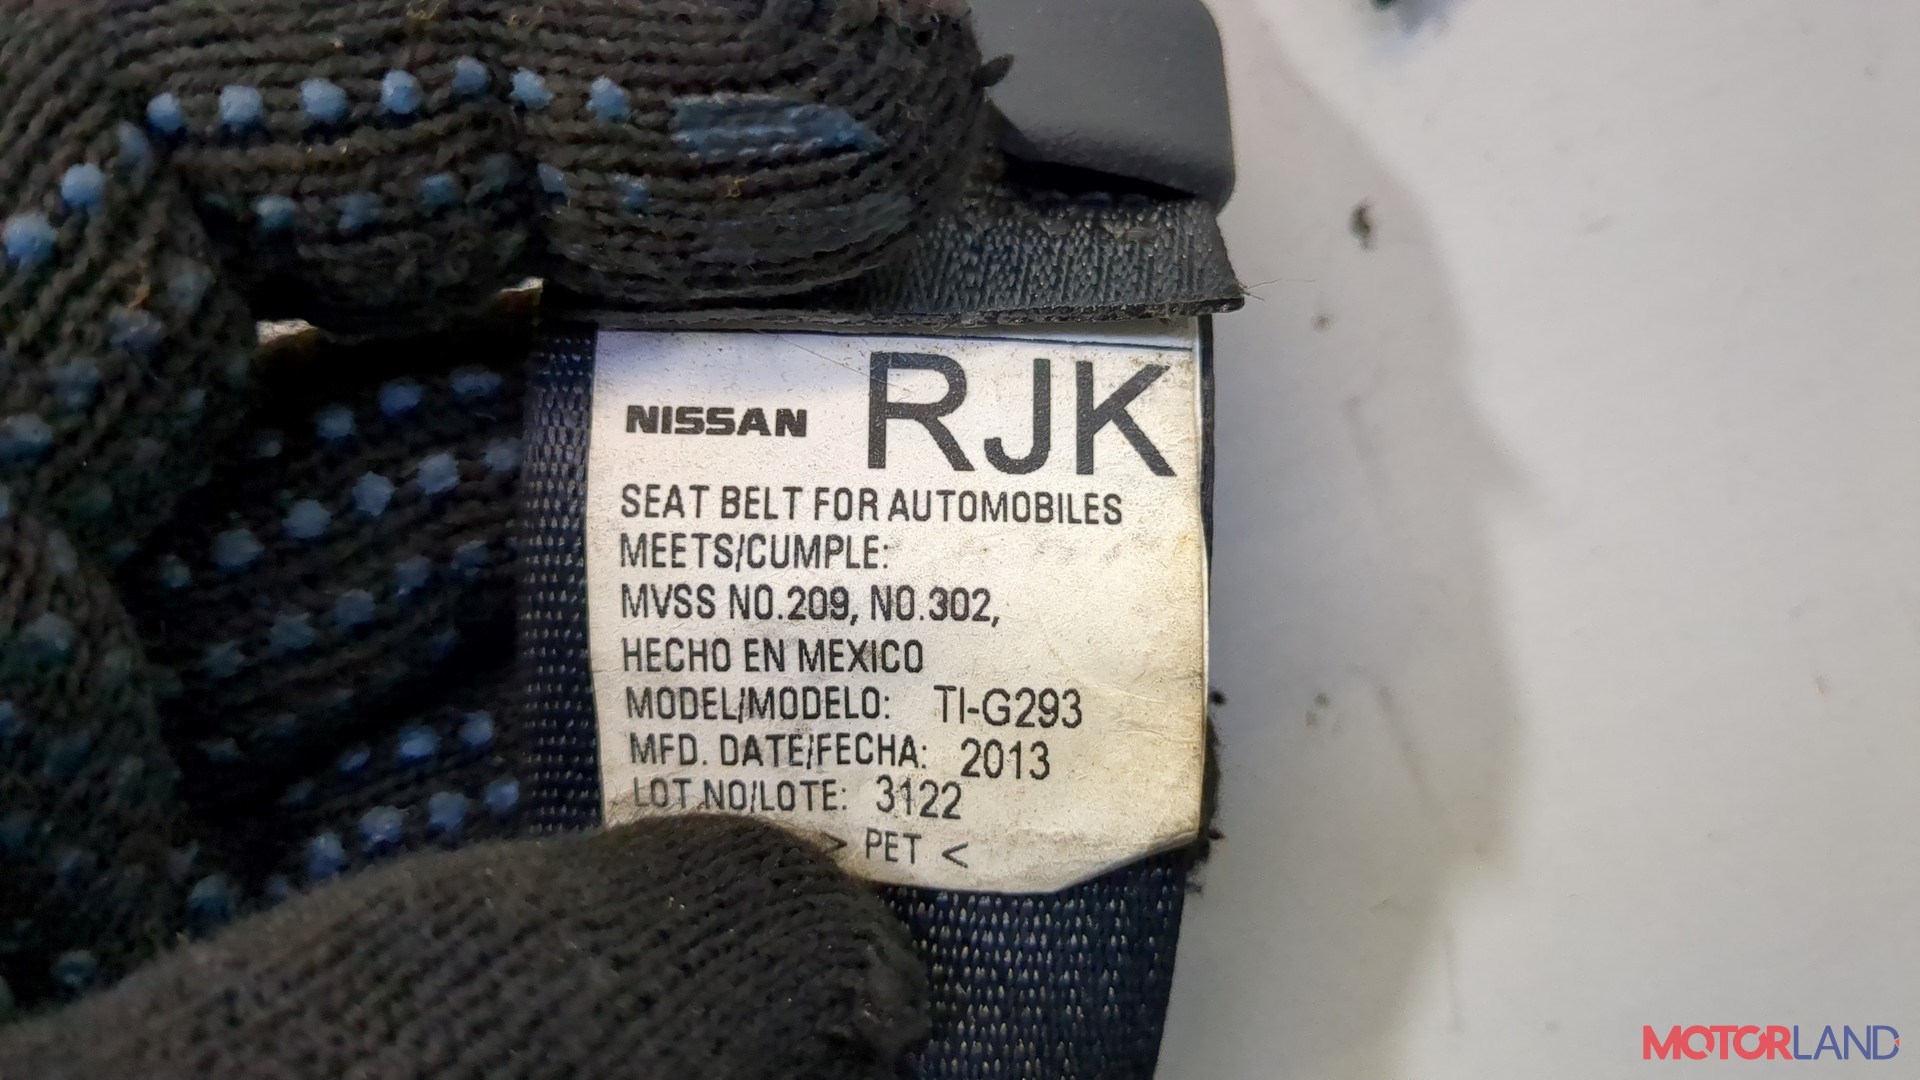 NISSAN RJK
SEAT BELT FOR AUTOMOBILES
MEETS/CUMPLE:
MVSS NO.209, NO.302,
HECHO EN MEXICO
MODEL/MODELO: TI-G293
MFD. DATE/FECHA: 2013
LOT NO/LOTE: 3122
> PET <
MOTORLAND